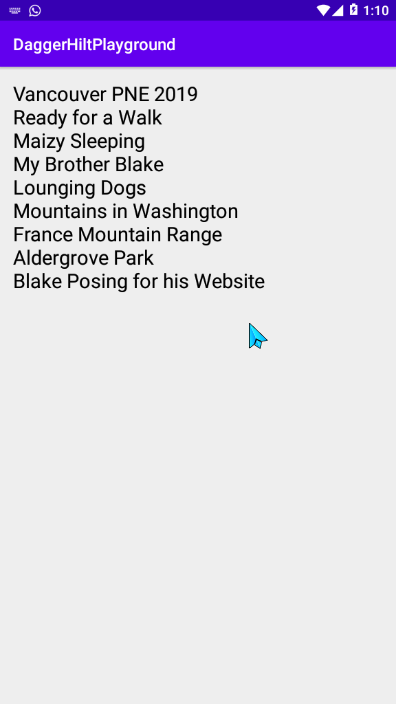 1:10
DaggerHiltPlayground
Vancouver PNE 2019
Ready for a Walk
Maizy Sleeping
My Brother Blake
Lounging Dogs
Mountains in Washington
France Mountain Range
Aldergrove Park
Blake Posing for his Website